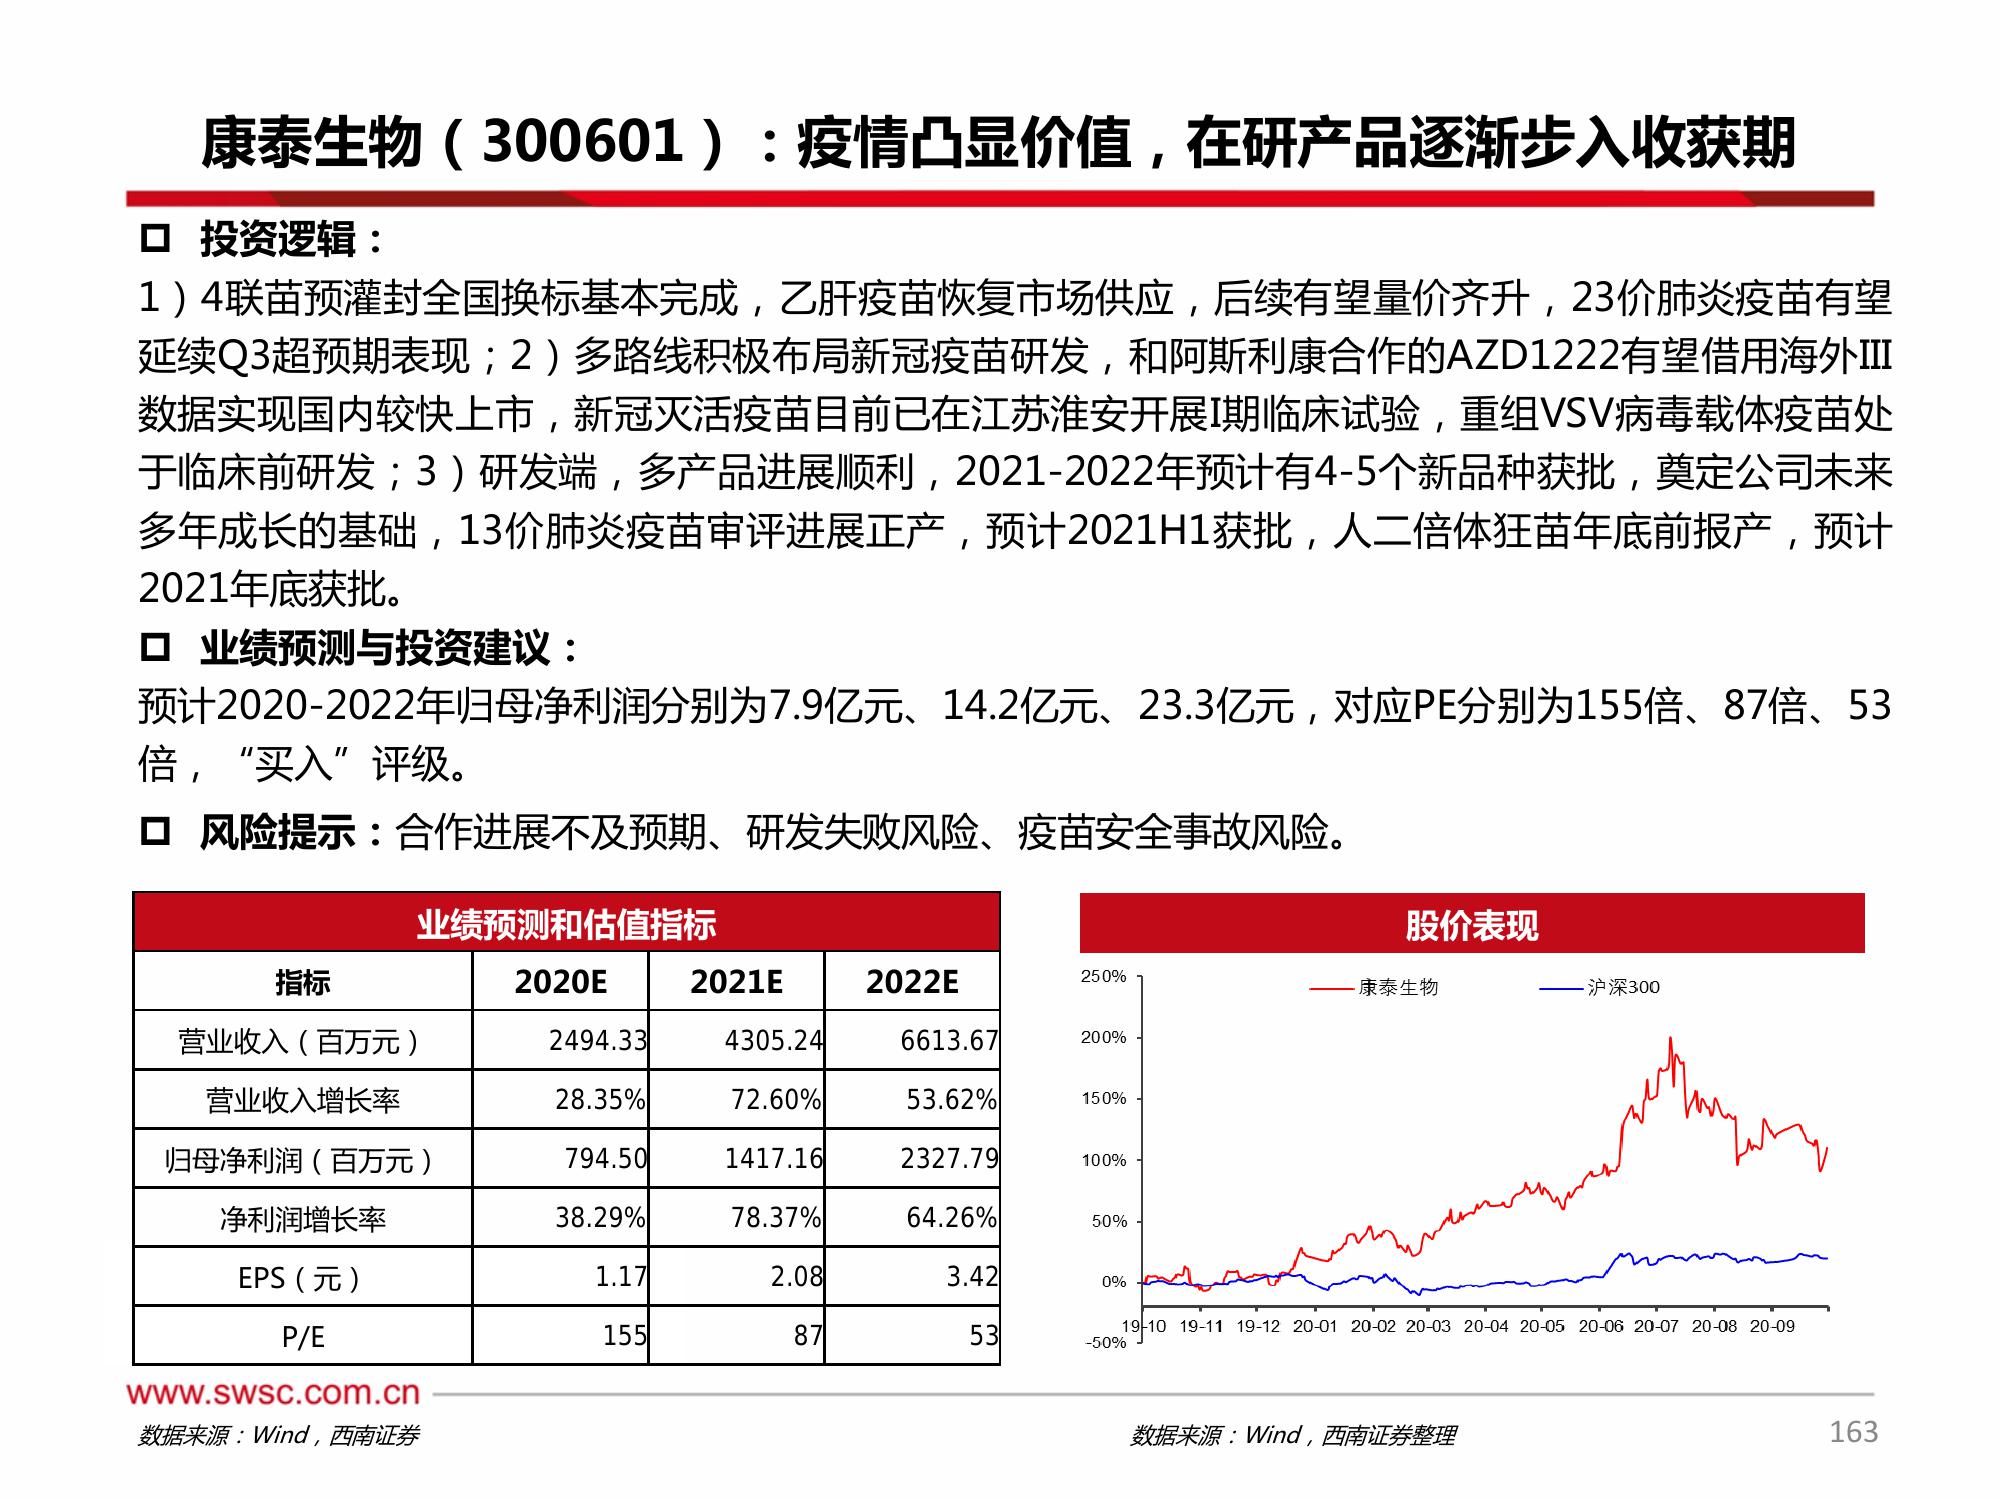 康泰生物（300601）：疫情凸显价值，在研产品逐渐步入收获期
投资逻辑：
1）4联苗预灌封全国换标基本完成，乙肝疫苗恢复市场供应，后续有望量价齐升，23价肺炎疫苗有望
延续Q3超预期表现；2）多路线积极布局新冠疫苗研发，和阿斯利康合作的AZD1222有望借用海外III
数据实现国内较快上市，新冠灭活疫苗目前已在江苏淮安开展I期临床试验，重组VSV病毒载体疫苗处
于临床前研发；3）研发端，多产品进展顺利，2021-2022年预计有4-5个新品种获批，奠定公司未来
多年成长的基础，13价肺炎疫苗审评进展正产，预计2021H1获批，人二倍体狂苗年底前报产，预计
2021年底获批。
业绩预测与投资建议：
预计2020-2022年归母净利润分别为7.9亿元、14.2亿元、23.3亿元，对应PE分别为155倍、87倍、53
倍，“买入”评级。
风险提示：合作进展不及预期、研发失败风险、疫苗安全事故风险。
业绩预测和估值指标
指标 2020E 2021E 2022E
营业收入（百万元） 2494.33 4305.24 6613.67
营业收入增长率 28.35% 72.60% 53.62%
归母净利润（百万元） 794.50 1417.16 2327.79
净利润增长率 38.29% 78.37% 64.26%
EPS（元） 1.17 2.08 3.42
P/E 155 87 53
股价表现
康泰生物 沪深300
250%
200%
150%
100%
50%
0%
-50%
19-10 19-11 19-12 20-01 20-02 20-03 20-04 20-05 20-06 20-07 20-08 20-09
www.swsc.com.cn
数据来源：Wind，西南证券
数据来源：Wind，西南证券整理
163